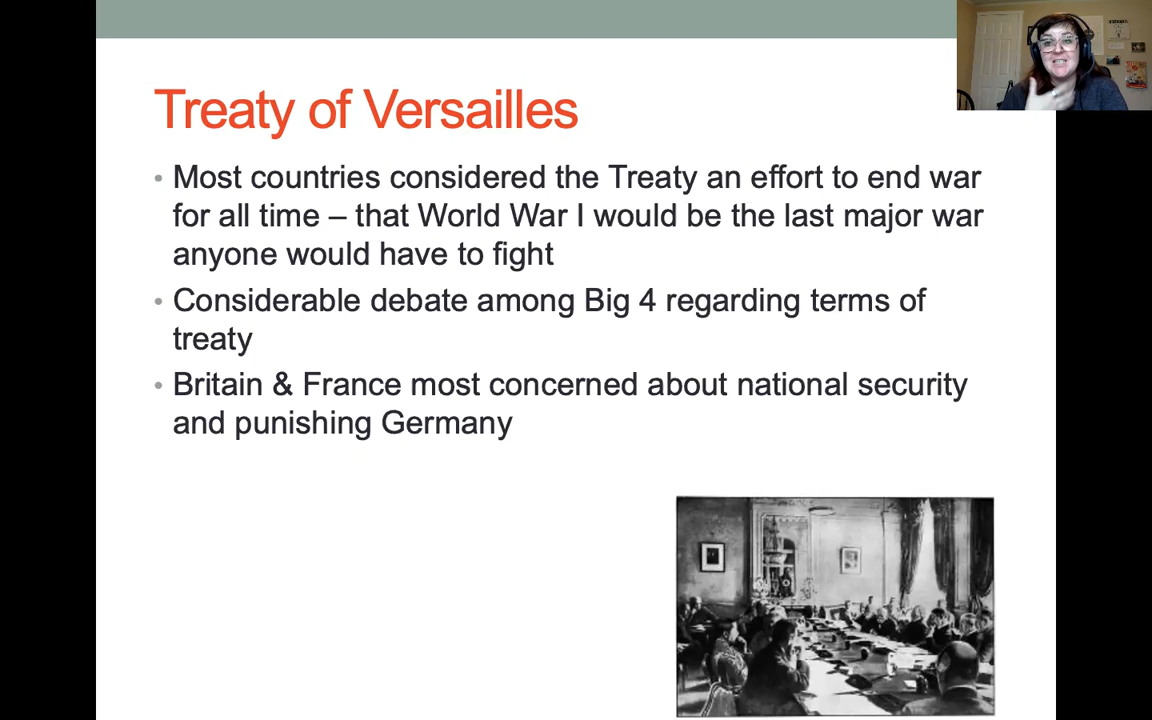 Treaty of Versailles
• Most countries considered the Treaty an effort to end war
for all time – that World War I would be the last major war
anyone would have to fight
• Considerable debate among Big 4 regarding terms of
treaty
• Britain & France most concerned about national security
and punishing Germany